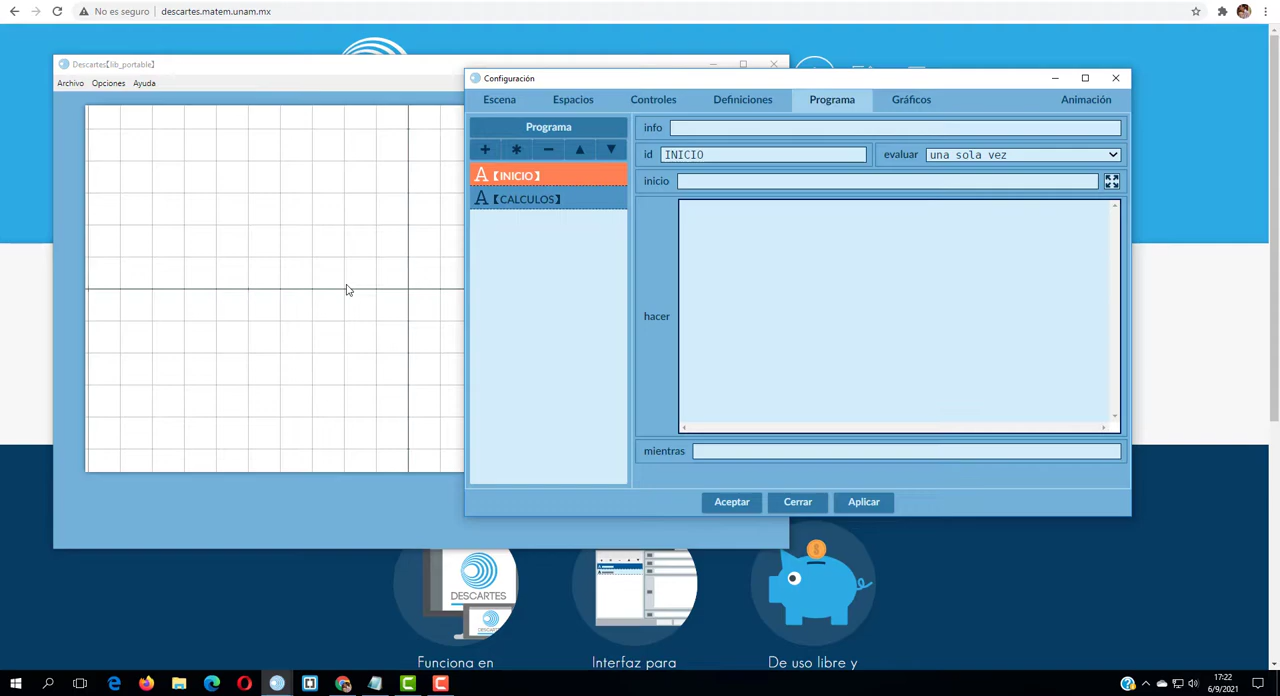 No es seguro | descartes.matem.unam.mx
Descartes【lib_portable】
Archivo Opciones Ayuda
Configuración
Escena Espacios Controles Definiciones Programa Gráficos Animación
Programa
+ * − ▲ ▼
A【INICIO】
A【CALCULOS】
info
id INICIO evaluar una sola vez
inicio
hacer
mientras
Aceptar Cerrar Aplicar
DESCARTES
Funciona en
Interfaz para
De uso libre y
17:22
6/9/2021